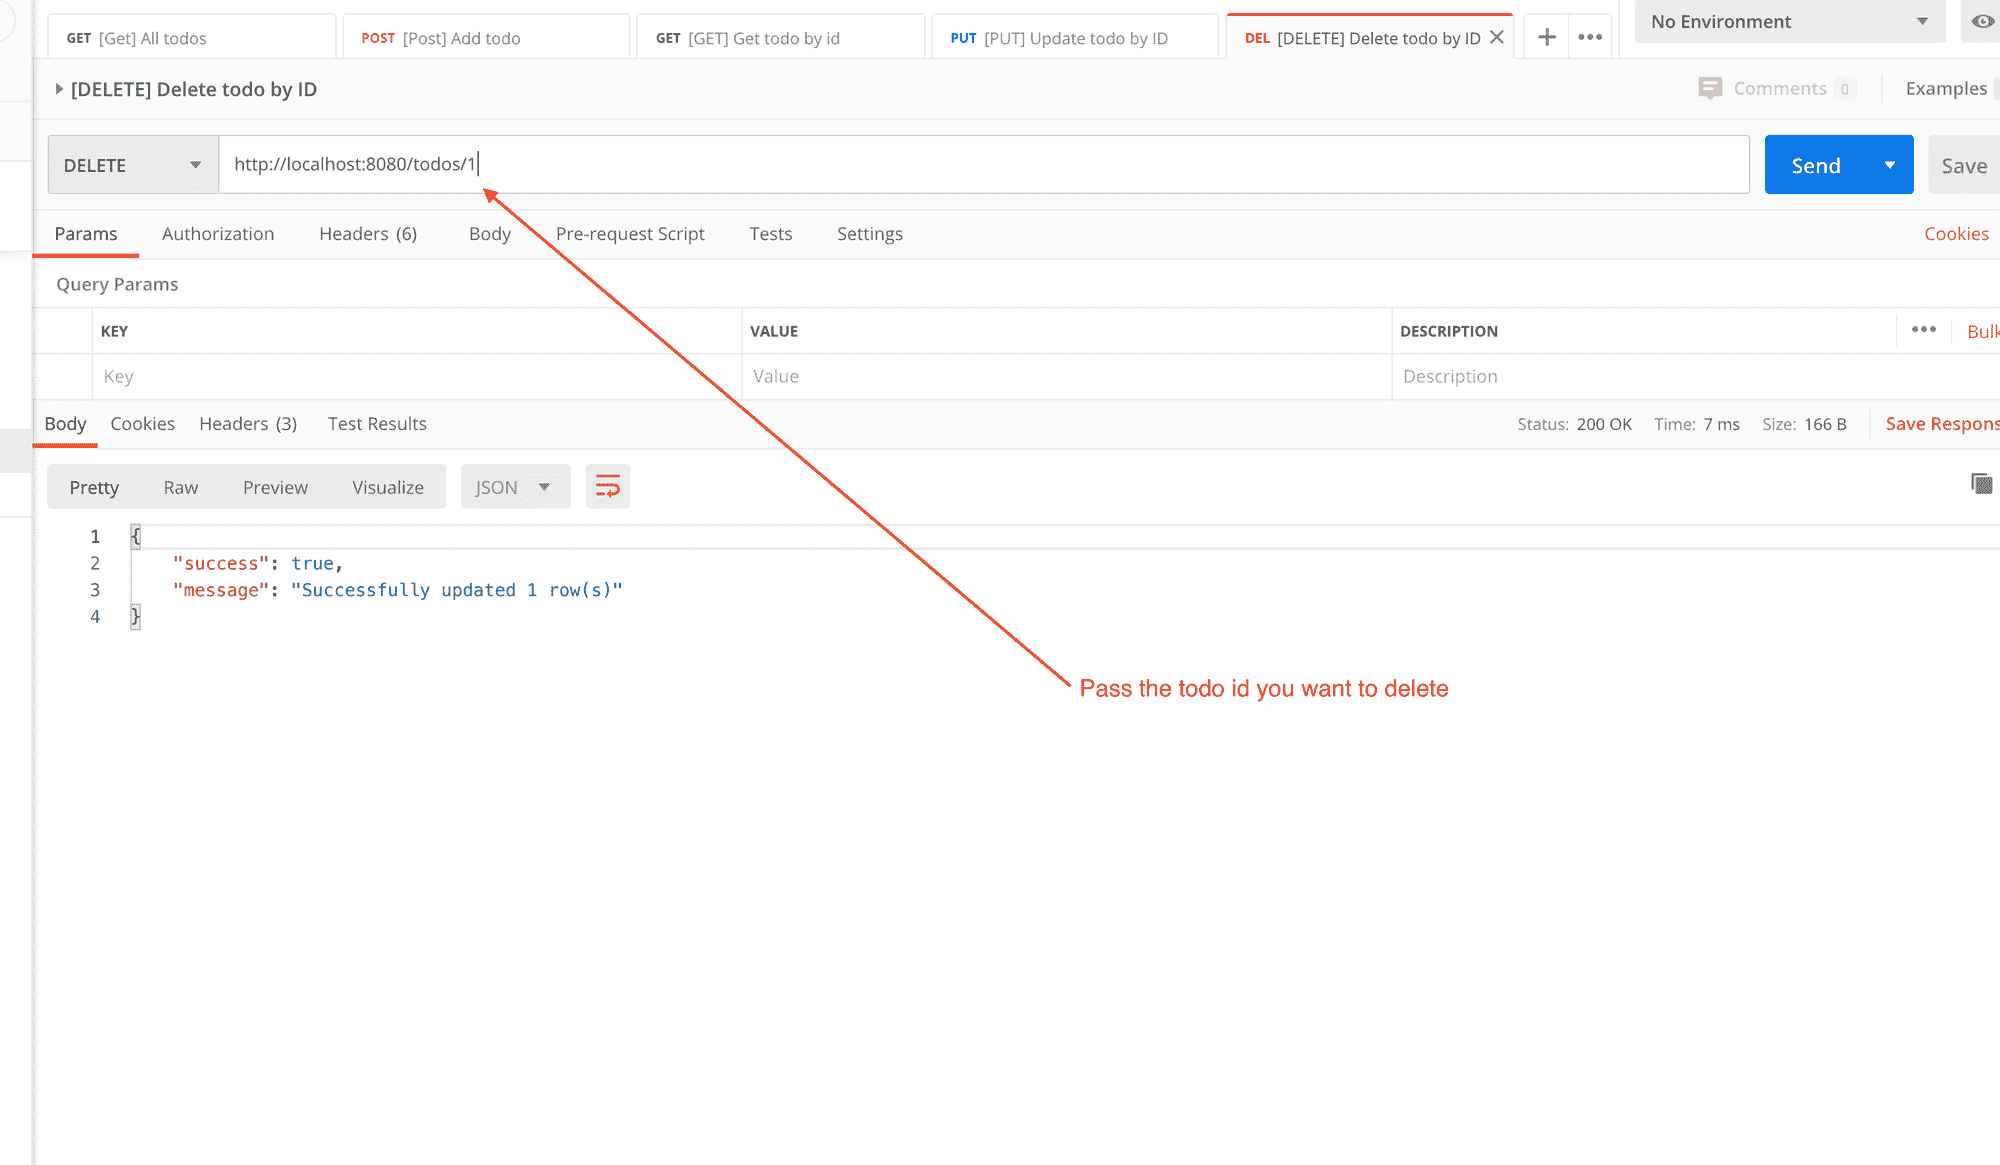 GET [Get] All todos
POST [Post] Add todo
GET [GET] Get todo by id
PUT [PUT] Update todo by ID
DEL [DELETE] Delete todo by ID
No Environment
[DELETE] Delete todo by ID
Comments 0
Examples
DELETE
http://localhost:8080/todos/1
Send
Save
Params
Authorization
Headers (6)
Body
Pre-request Script
Tests
Settings
Cookies
Query Params
KEY
VALUE
DESCRIPTION
Bulk
Key
Value
Description
Body
Cookies
Headers (3)
Test Results
Status: 200 OK
Time: 7 ms
Size: 166 B
Save Respons
Pretty
Raw
Preview
Visualize
JSON
1 {
2 "success": true,
3 "message": "Successfully updated 1 row(s)"
4 }
Pass the todo id you want to delete